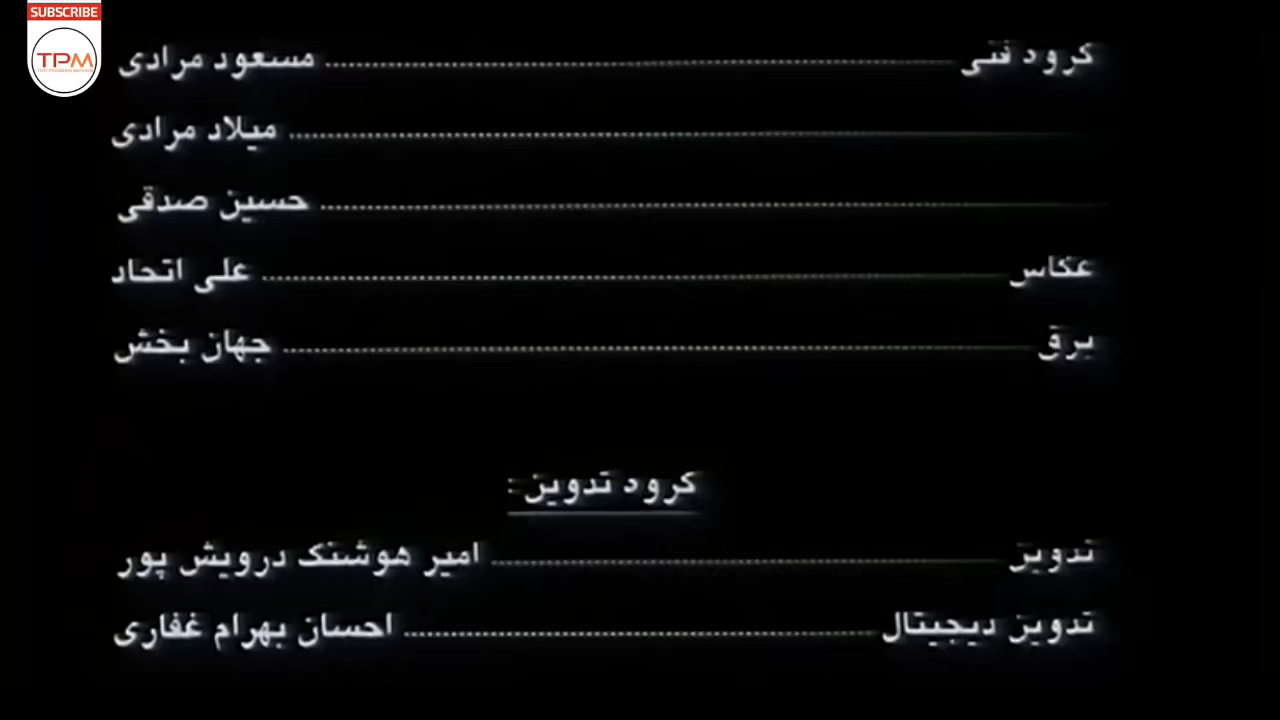 SUBSCRIBE
TPM
گروه فنی ........ مسعود مرادی
........ میلاد مرادی
........ حسین صدقی
عکاس ........ علی اتحاد
برق ........ جهان بخش
گروه تدوین :
تدوین ........ امیر هوشنگ درویش پور
تدوین دیجیتال ........ احسان بهرام غفاری